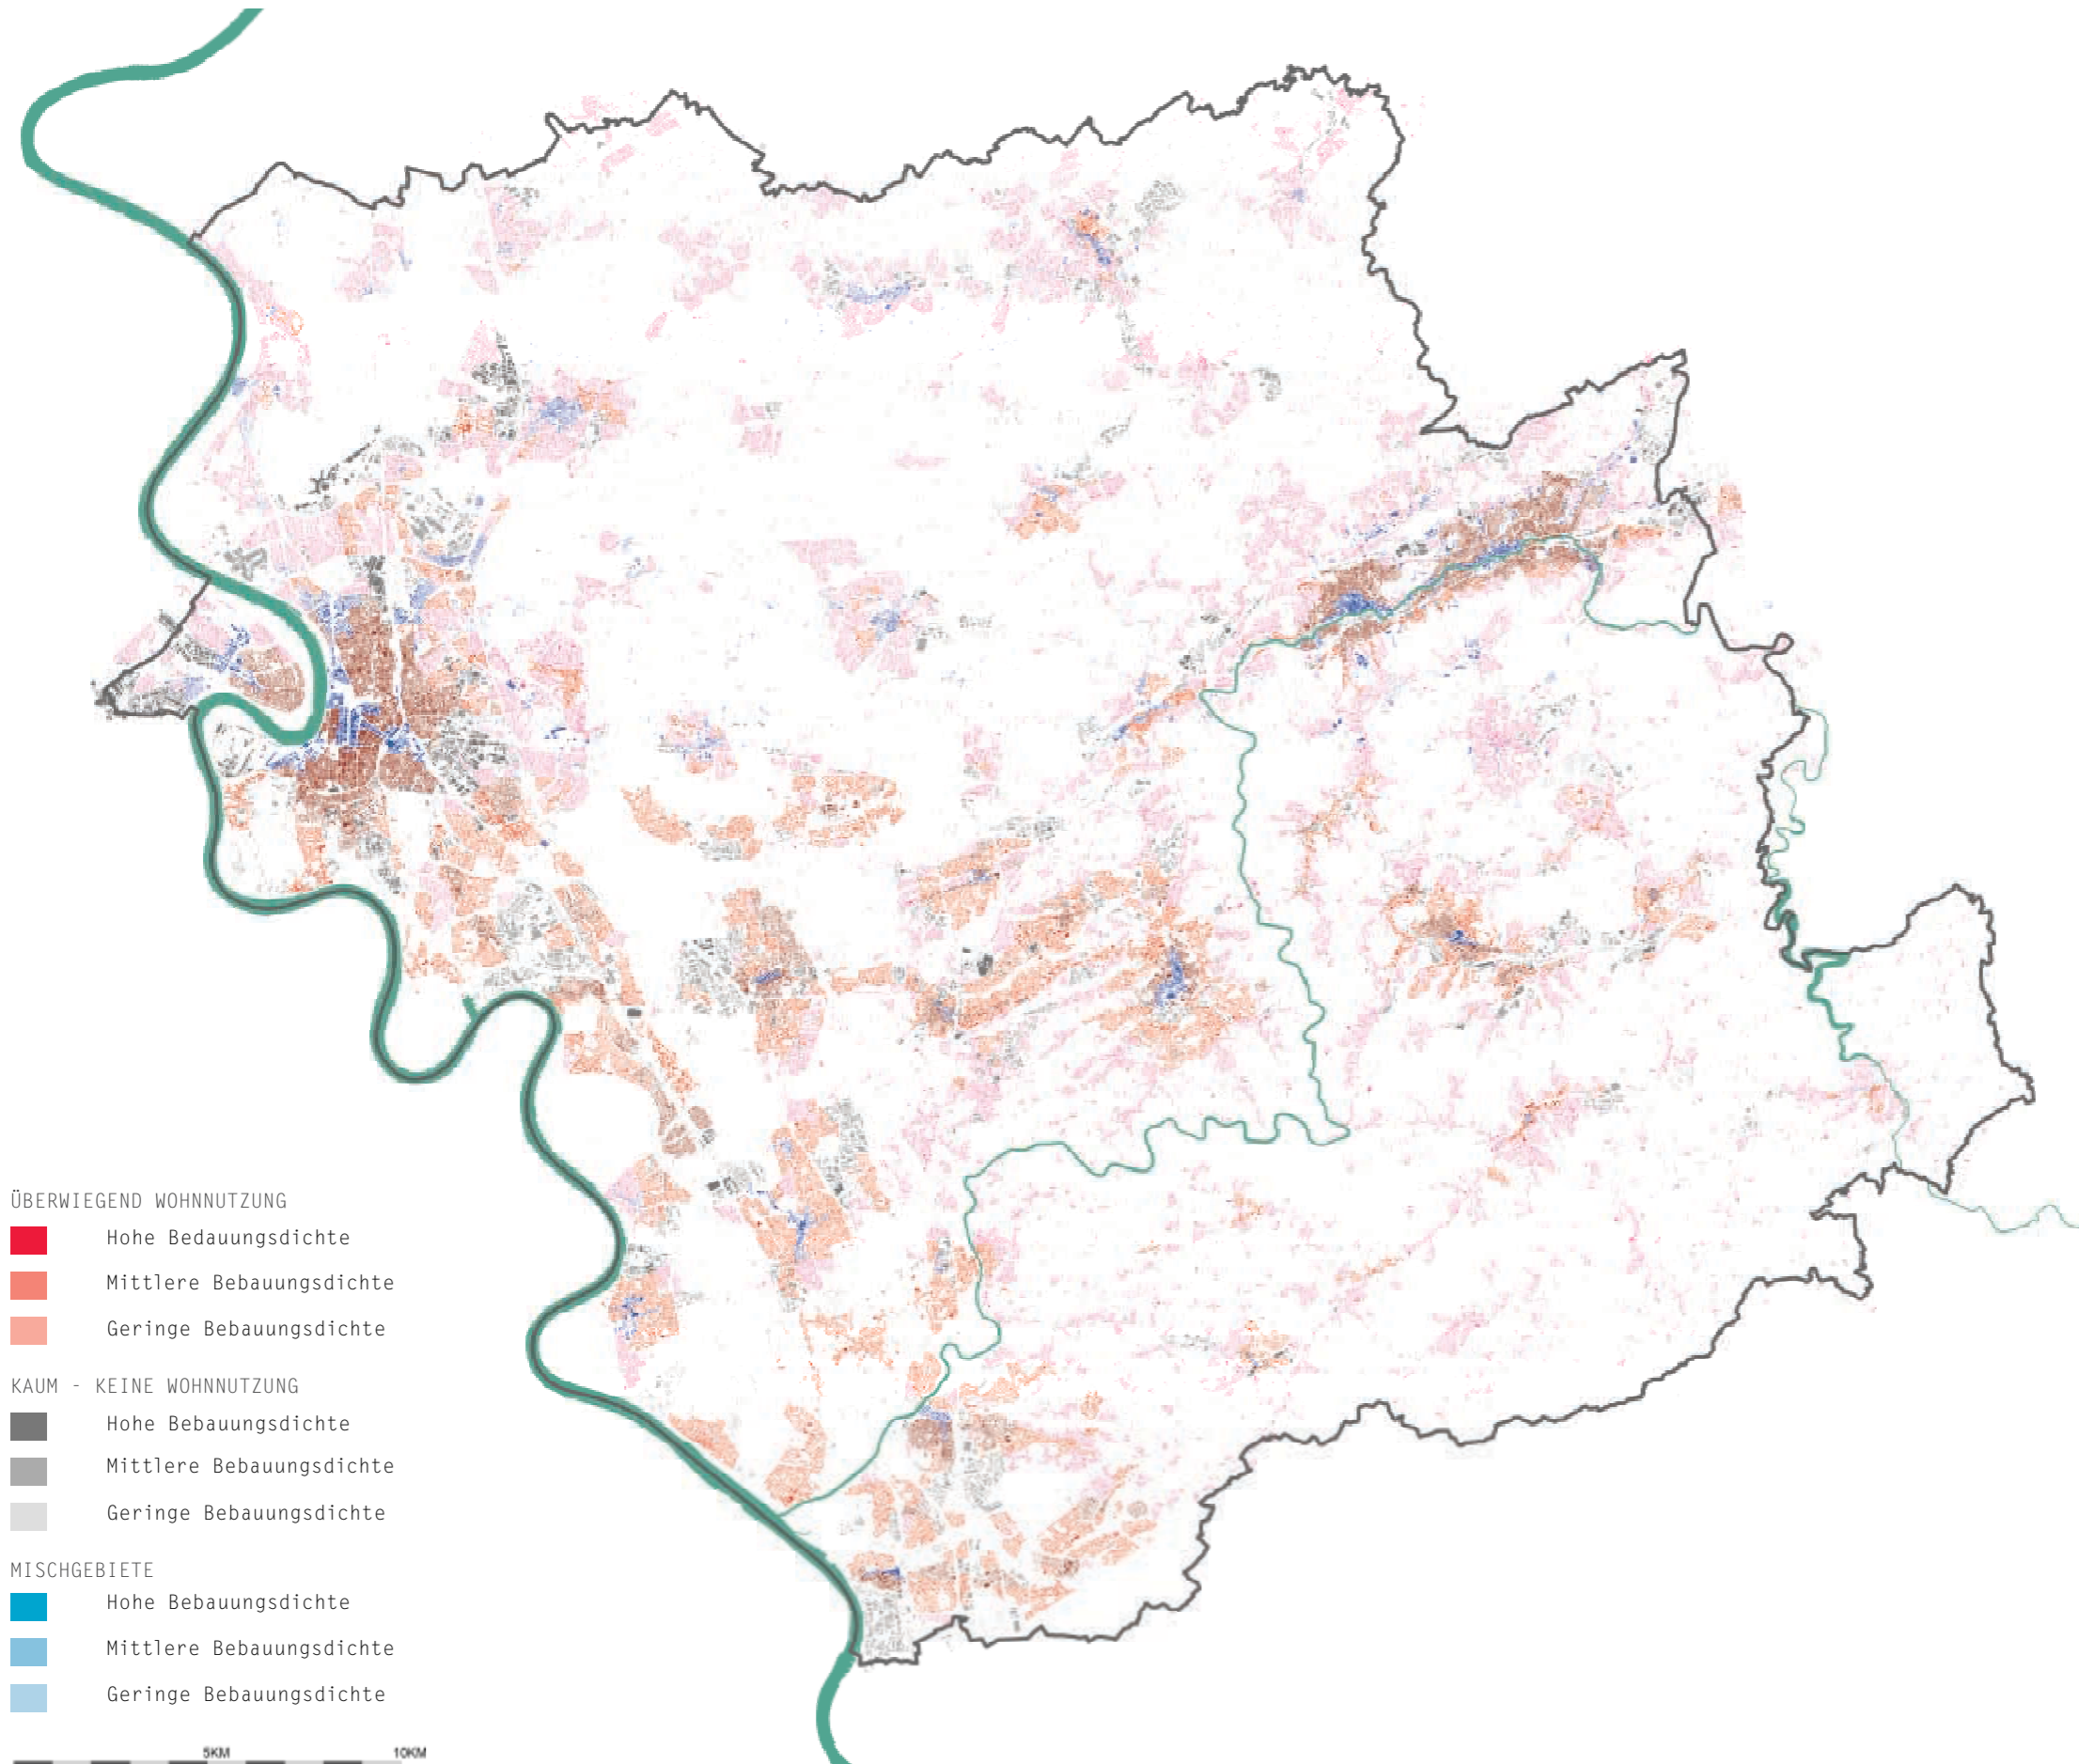 ÜBERWIEGEND WOHNNUTZUNG
Hohe Bedauungsdichte
Mittlere Bebauungsdichte
Geringe Bebauungsdichte
KAUM - KEINE WOHNNUTZUNG
Hohe Bebauungsdichte
Mittlere Bebauungsdichte
Geringe Bebauungsdichte
MISCHGEBIETE
Hohe Bebauungsdichte
Mittlere Bebauungsdichte
Geringe Bebauungsdichte
5KM 10KM